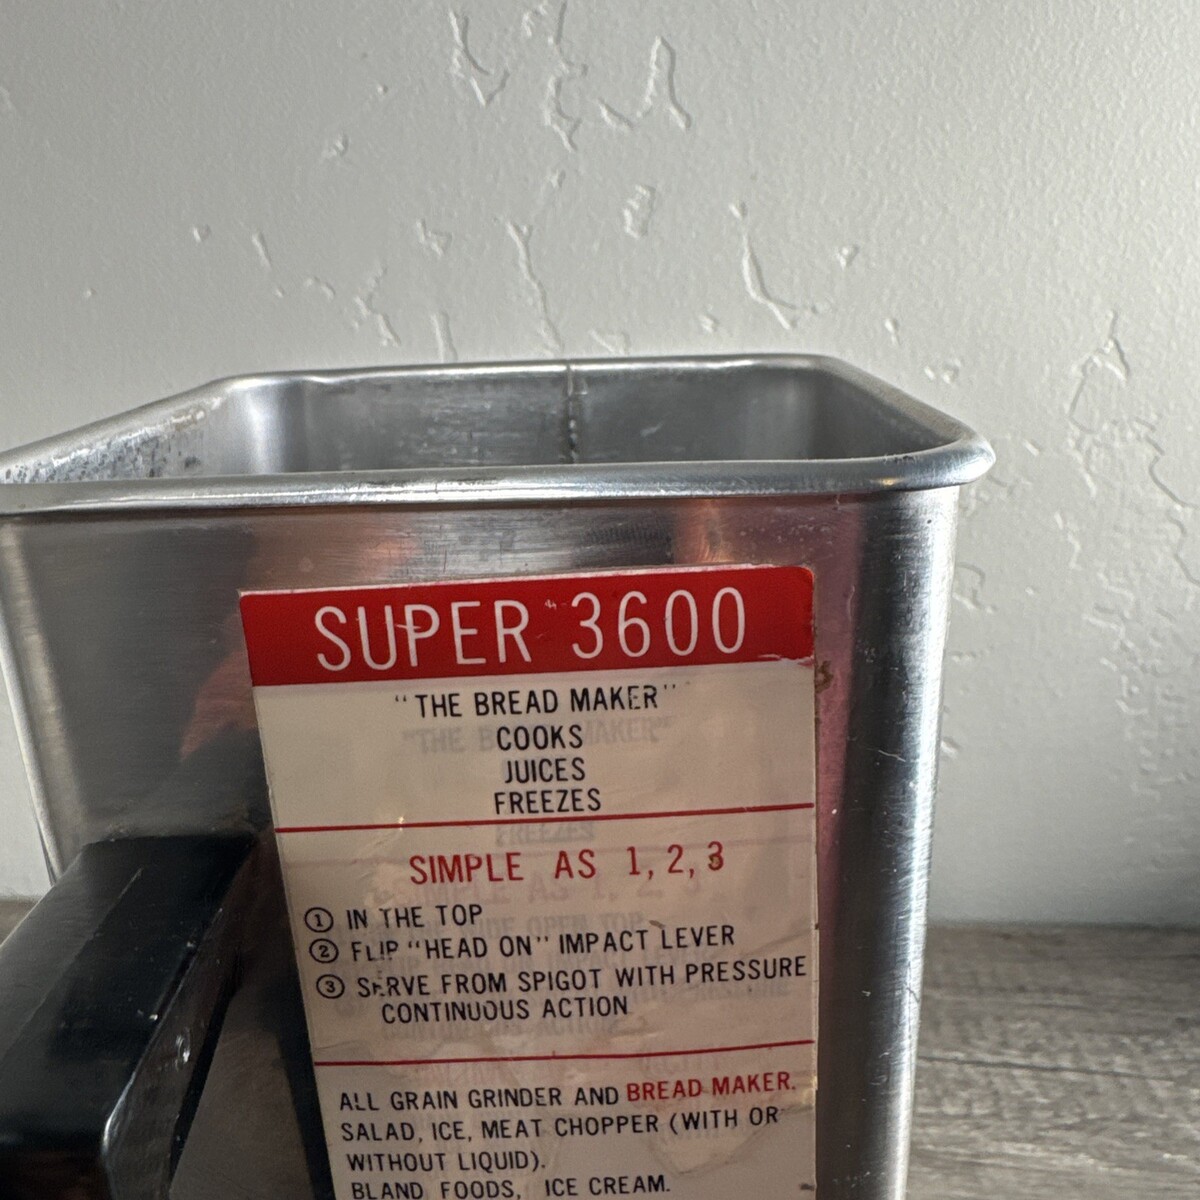 SUPER 3600
"THE BREAD MAKER"
COOKS
JUICES
FREEZES
SIMPLE AS 1, 2, 3
① IN THE TOP
② FLIP "HEAD ON" IMPACT LEVER
③ SERVE FROM SPIGOT WITH PRESSURE
CONTINUOUS ACTION
ALL GRAIN GRINDER AND BREAD MAKER.
SALAD, ICE, MEAT CHOPPER (WITH OR
WITHOUT LIQUID).
BLAND FOODS, ICE CREAM.